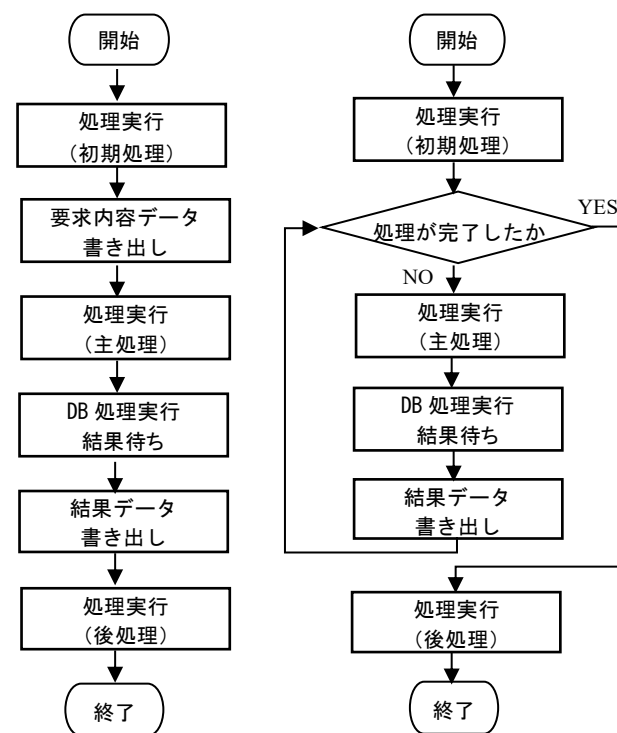 開始
処理実行
(初期処理)
要求内容データ
書き出し
処理実行
(主処理)
DB 処理実行
結果待ち
結果データ
書き出し
処理実行
(後処理)
終了
開始
処理実行
(初期処理)
処理が完了したか
YES
NO
処理実行
(主処理)
DB 処理実行
結果待ち
結果データ
書き出し
処理実行
(後処理)
終了